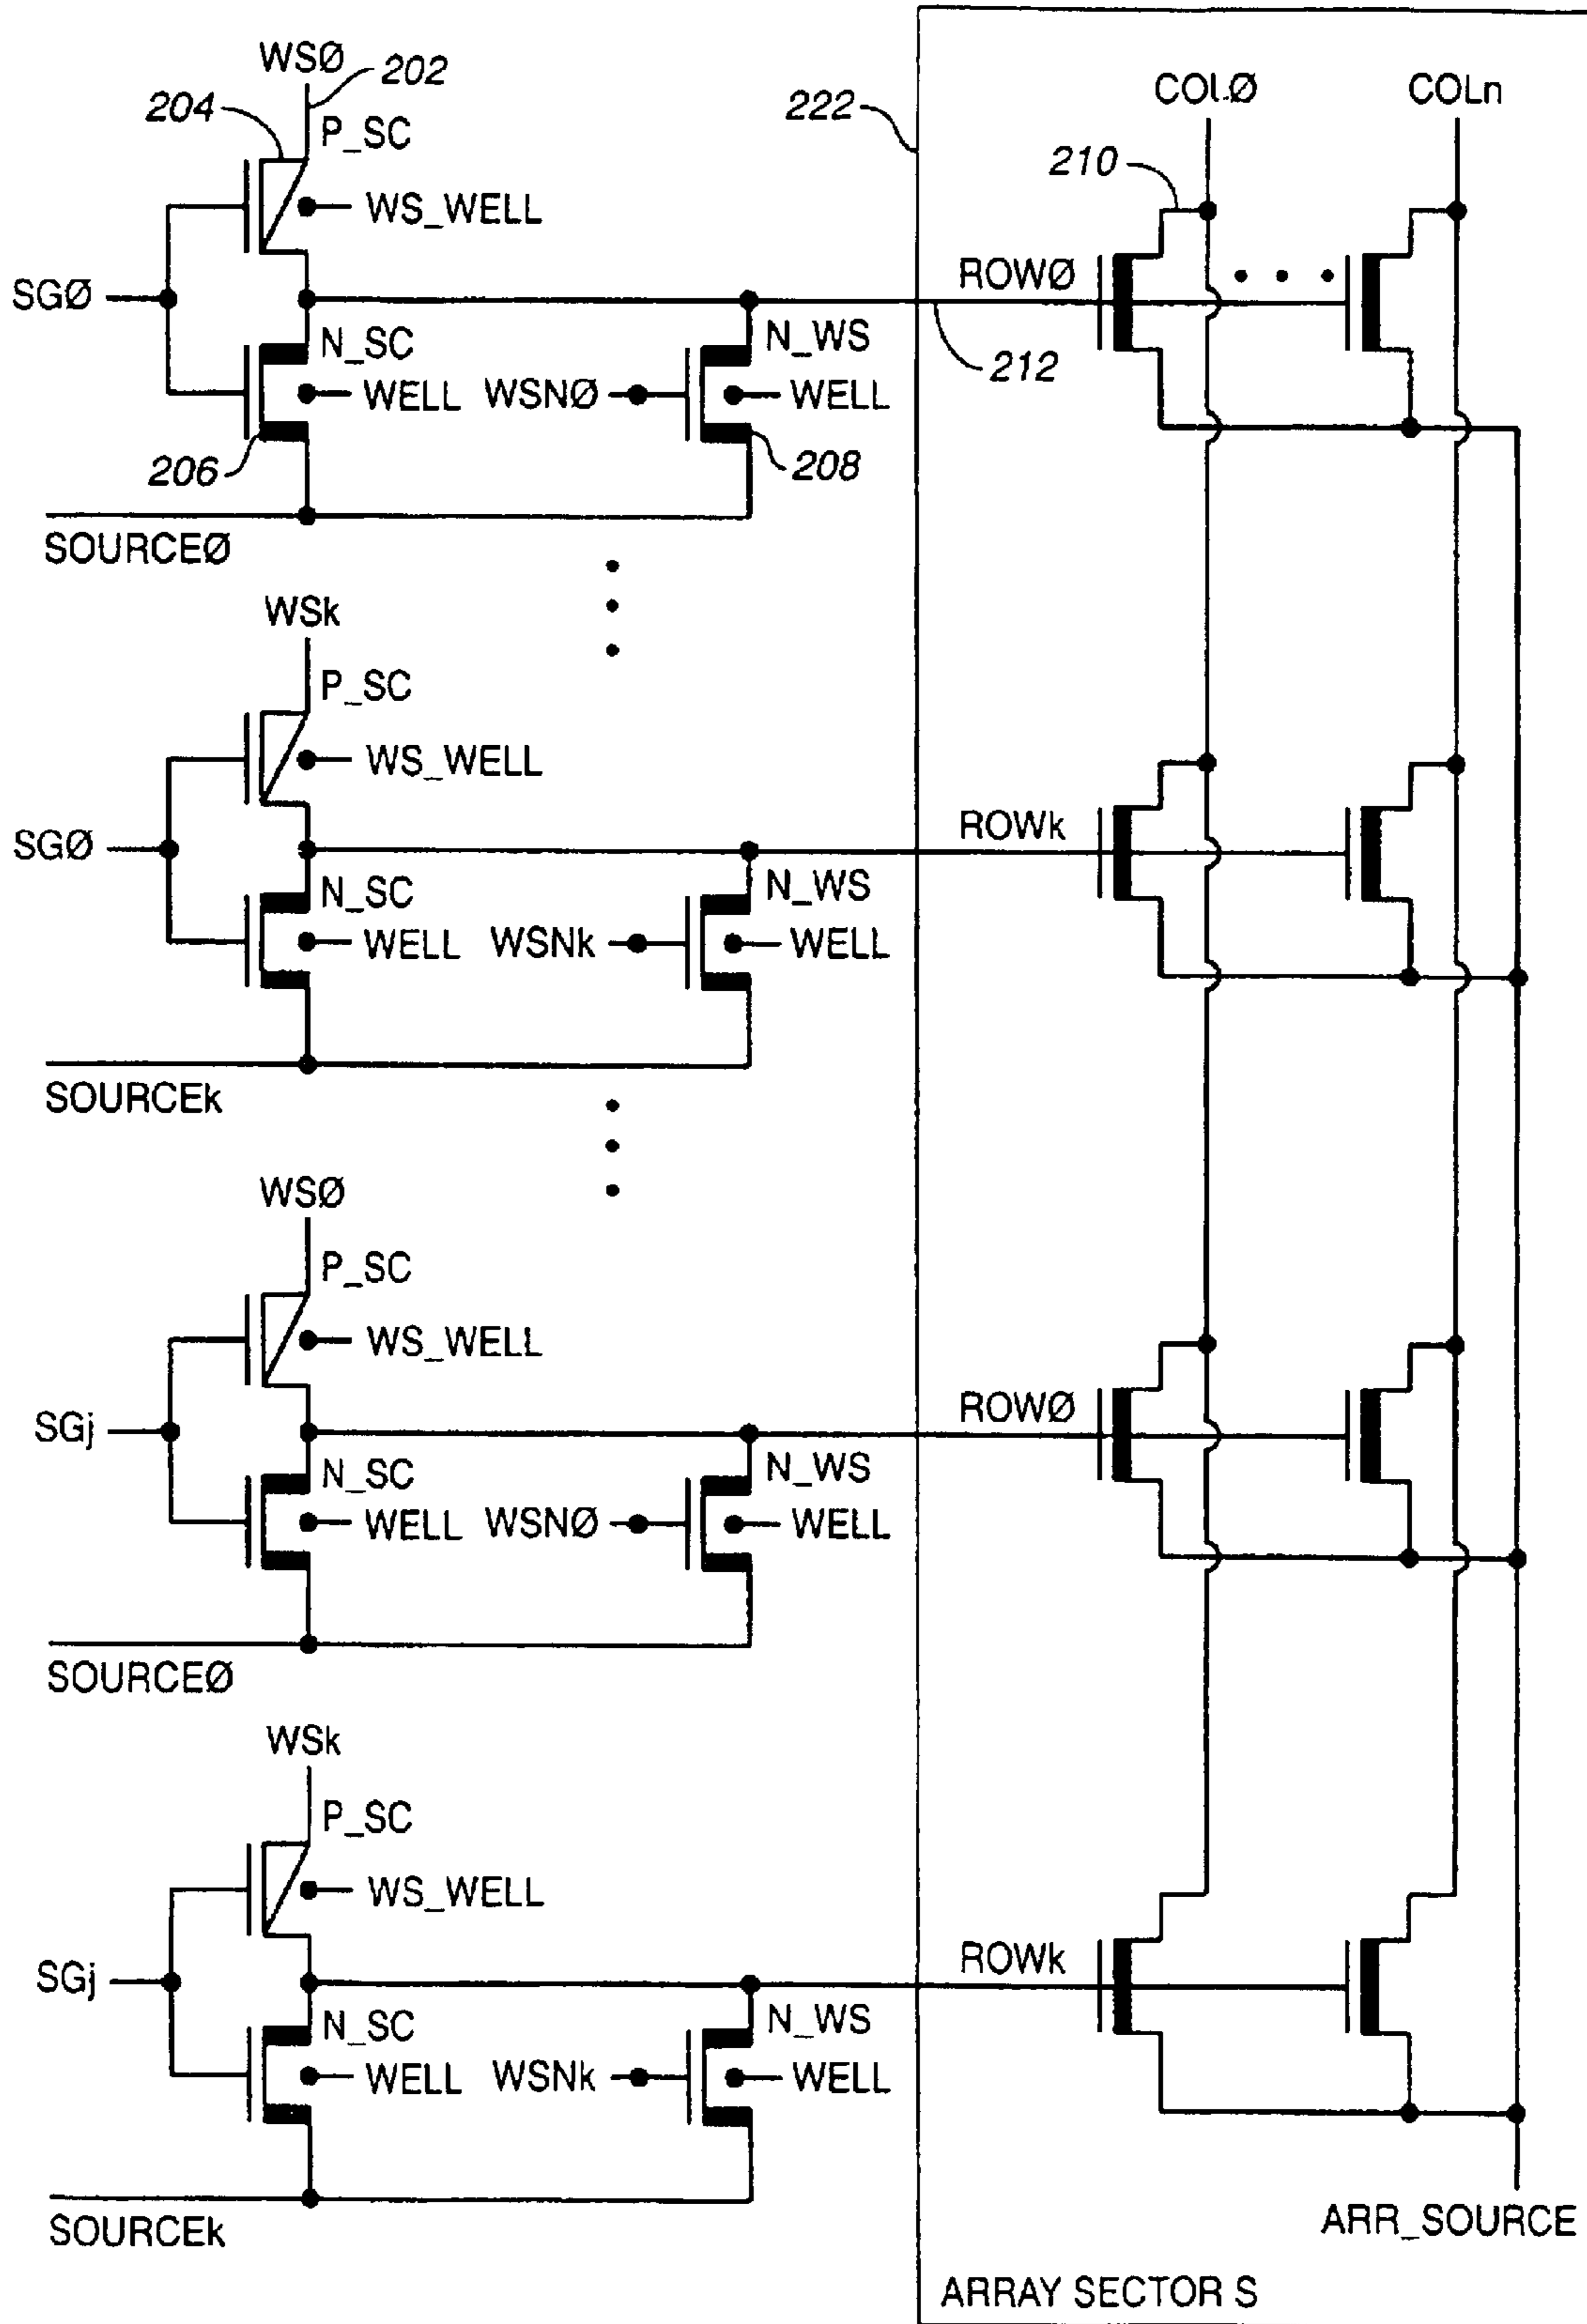 WSØ
202
204
P_SC
222
COLØ
COLn
210
WS_WELL
SGØ
ROWØ
N_SC
N_WS
212
WELL
WSNØ
WELL
206
208
SOURCEØ
WSk
P_SC
WS_WELL
SGØ
ROWk
N_SC
N_WS
WELL
WSNk
WELL
SOURCEk
WSØ
P_SC
WS_WELL
SGj
ROWØ
N_SC
N_WS
WELL
WSNØ
WELL
SOURCEØ
WSk
P_SC
WS_WELL
SGj
ROWk
N_SC
N_WS
WELL
WSNk
WELL
SOURCEk
ARR_SOURCE
ARRAY SECTOR S